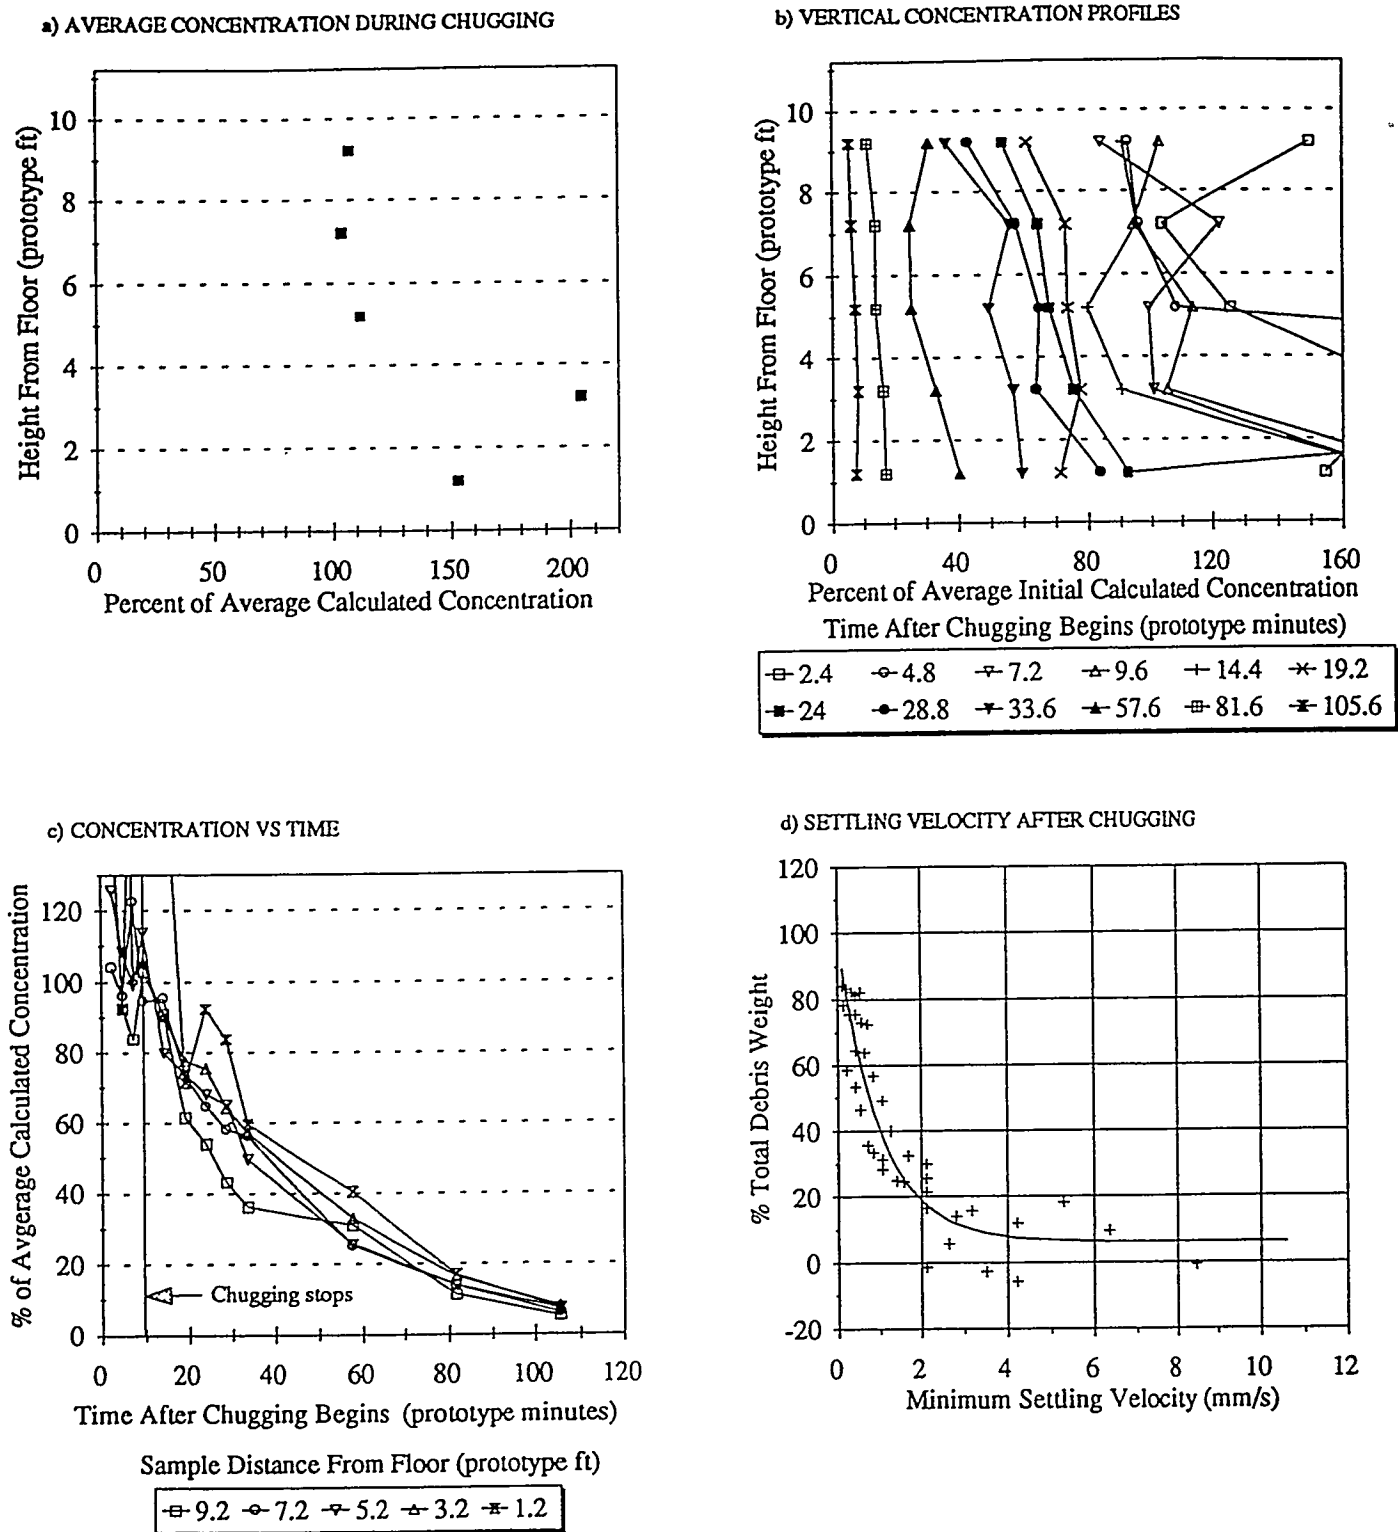 a) AVERAGE CONCENTRATION DURING CHUGGING
Height From Floor (prototype ft)
10
8
6
4
2
0
0 50 100 150 200
Percent of Average Calculated Concentration
b) VERTICAL CONCENTRATION PROFILES
Height From Floor (prototype ft)
10
8
6
4
2
0
0 40 80 120 160
Percent of Average Initial Calculated Concentration
Time After Chugging Begins (prototype minutes)
2.4 4.8 7.2 9.6 14.4 19.2
24 28.8 33.6 57.6 81.6 105.6
c) CONCENTRATION VS TIME
% of Avgerage Calculated Concentration
120
100
80
60
40
20
0
Chugging stops
0 20 40 60 80 100 120
Time After Chugging Begins (prototype minutes)
Sample Distance From Floor (prototype ft)
9.2 7.2 5.2 3.2 1.2
d) SETTLING VELOCITY AFTER CHUGGING
% Total Debris Weight
120
100
80
60
40
20
0
-20
0 2 4 6 8 10 12
Minimum Settling Velocity (mm/s)